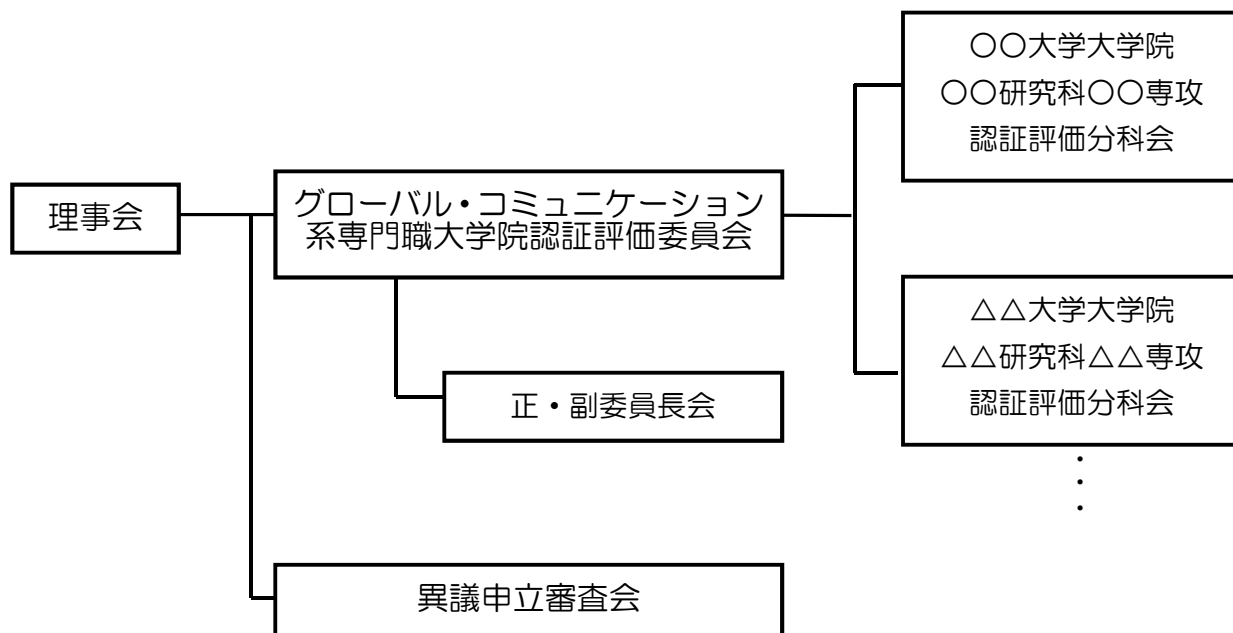 理事会
グローバル・コミュニケーション
系専門職大学院認証評価委員会
正・副委員長会
異議申立審査会
〇〇大学大学院
〇〇研究科〇〇専攻
認証評価分科会
△△大学大学院
△△研究科△△専攻
認証評価分科会
・
・
・